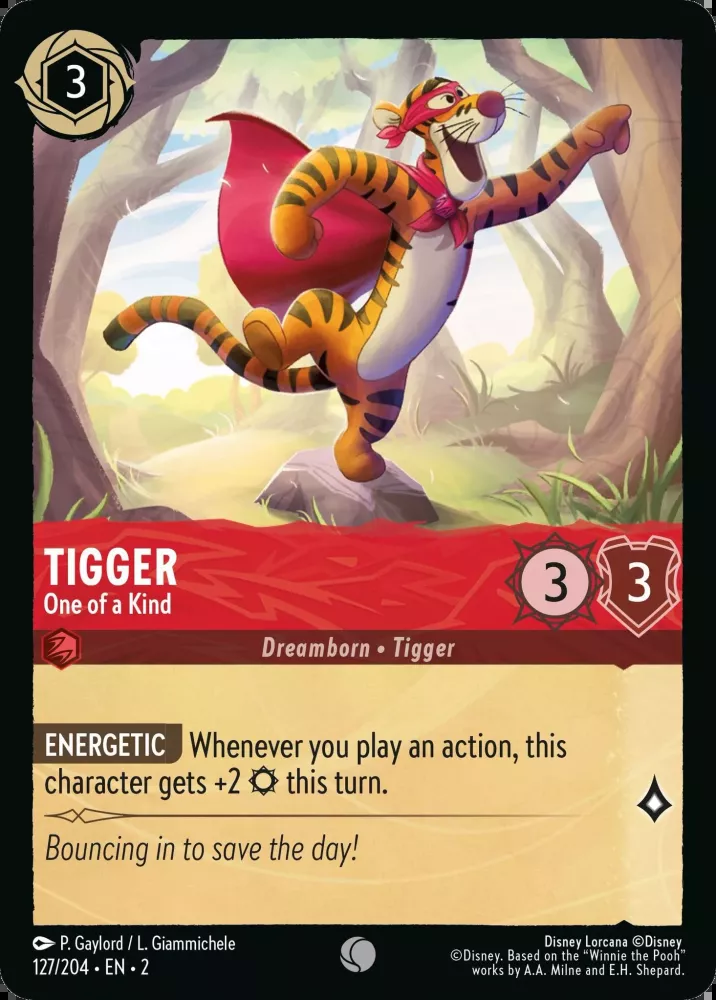 3
TIGGER
One of a Kind
3
3
Dreamborn • Tigger
ENERGETIC Whenever you play an action, this
character gets +2 this turn.
Bouncing in to save the day!
P. Gaylord / L. Giammichele
127/204 • EN • 2
Disney Lorcana ©Disney
©Disney. Based on the "Winnie the Pooh"
works by A.A. Milne and E.H. Shepard.